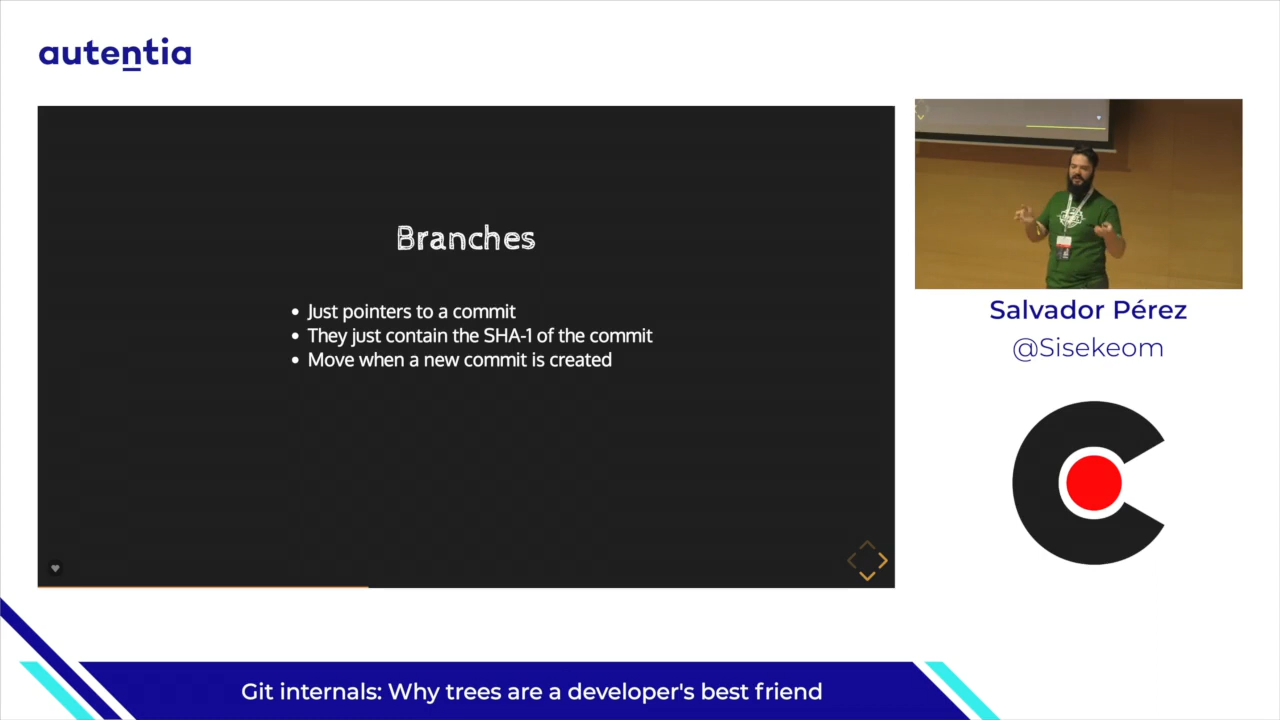 autentia
Branches
Just pointers to a commit
They just contain the SHA-1 of the commit
Move when a new commit is created
Salvador Pérez
@Sisekeom
Git internals: Why trees are a developer's best friend